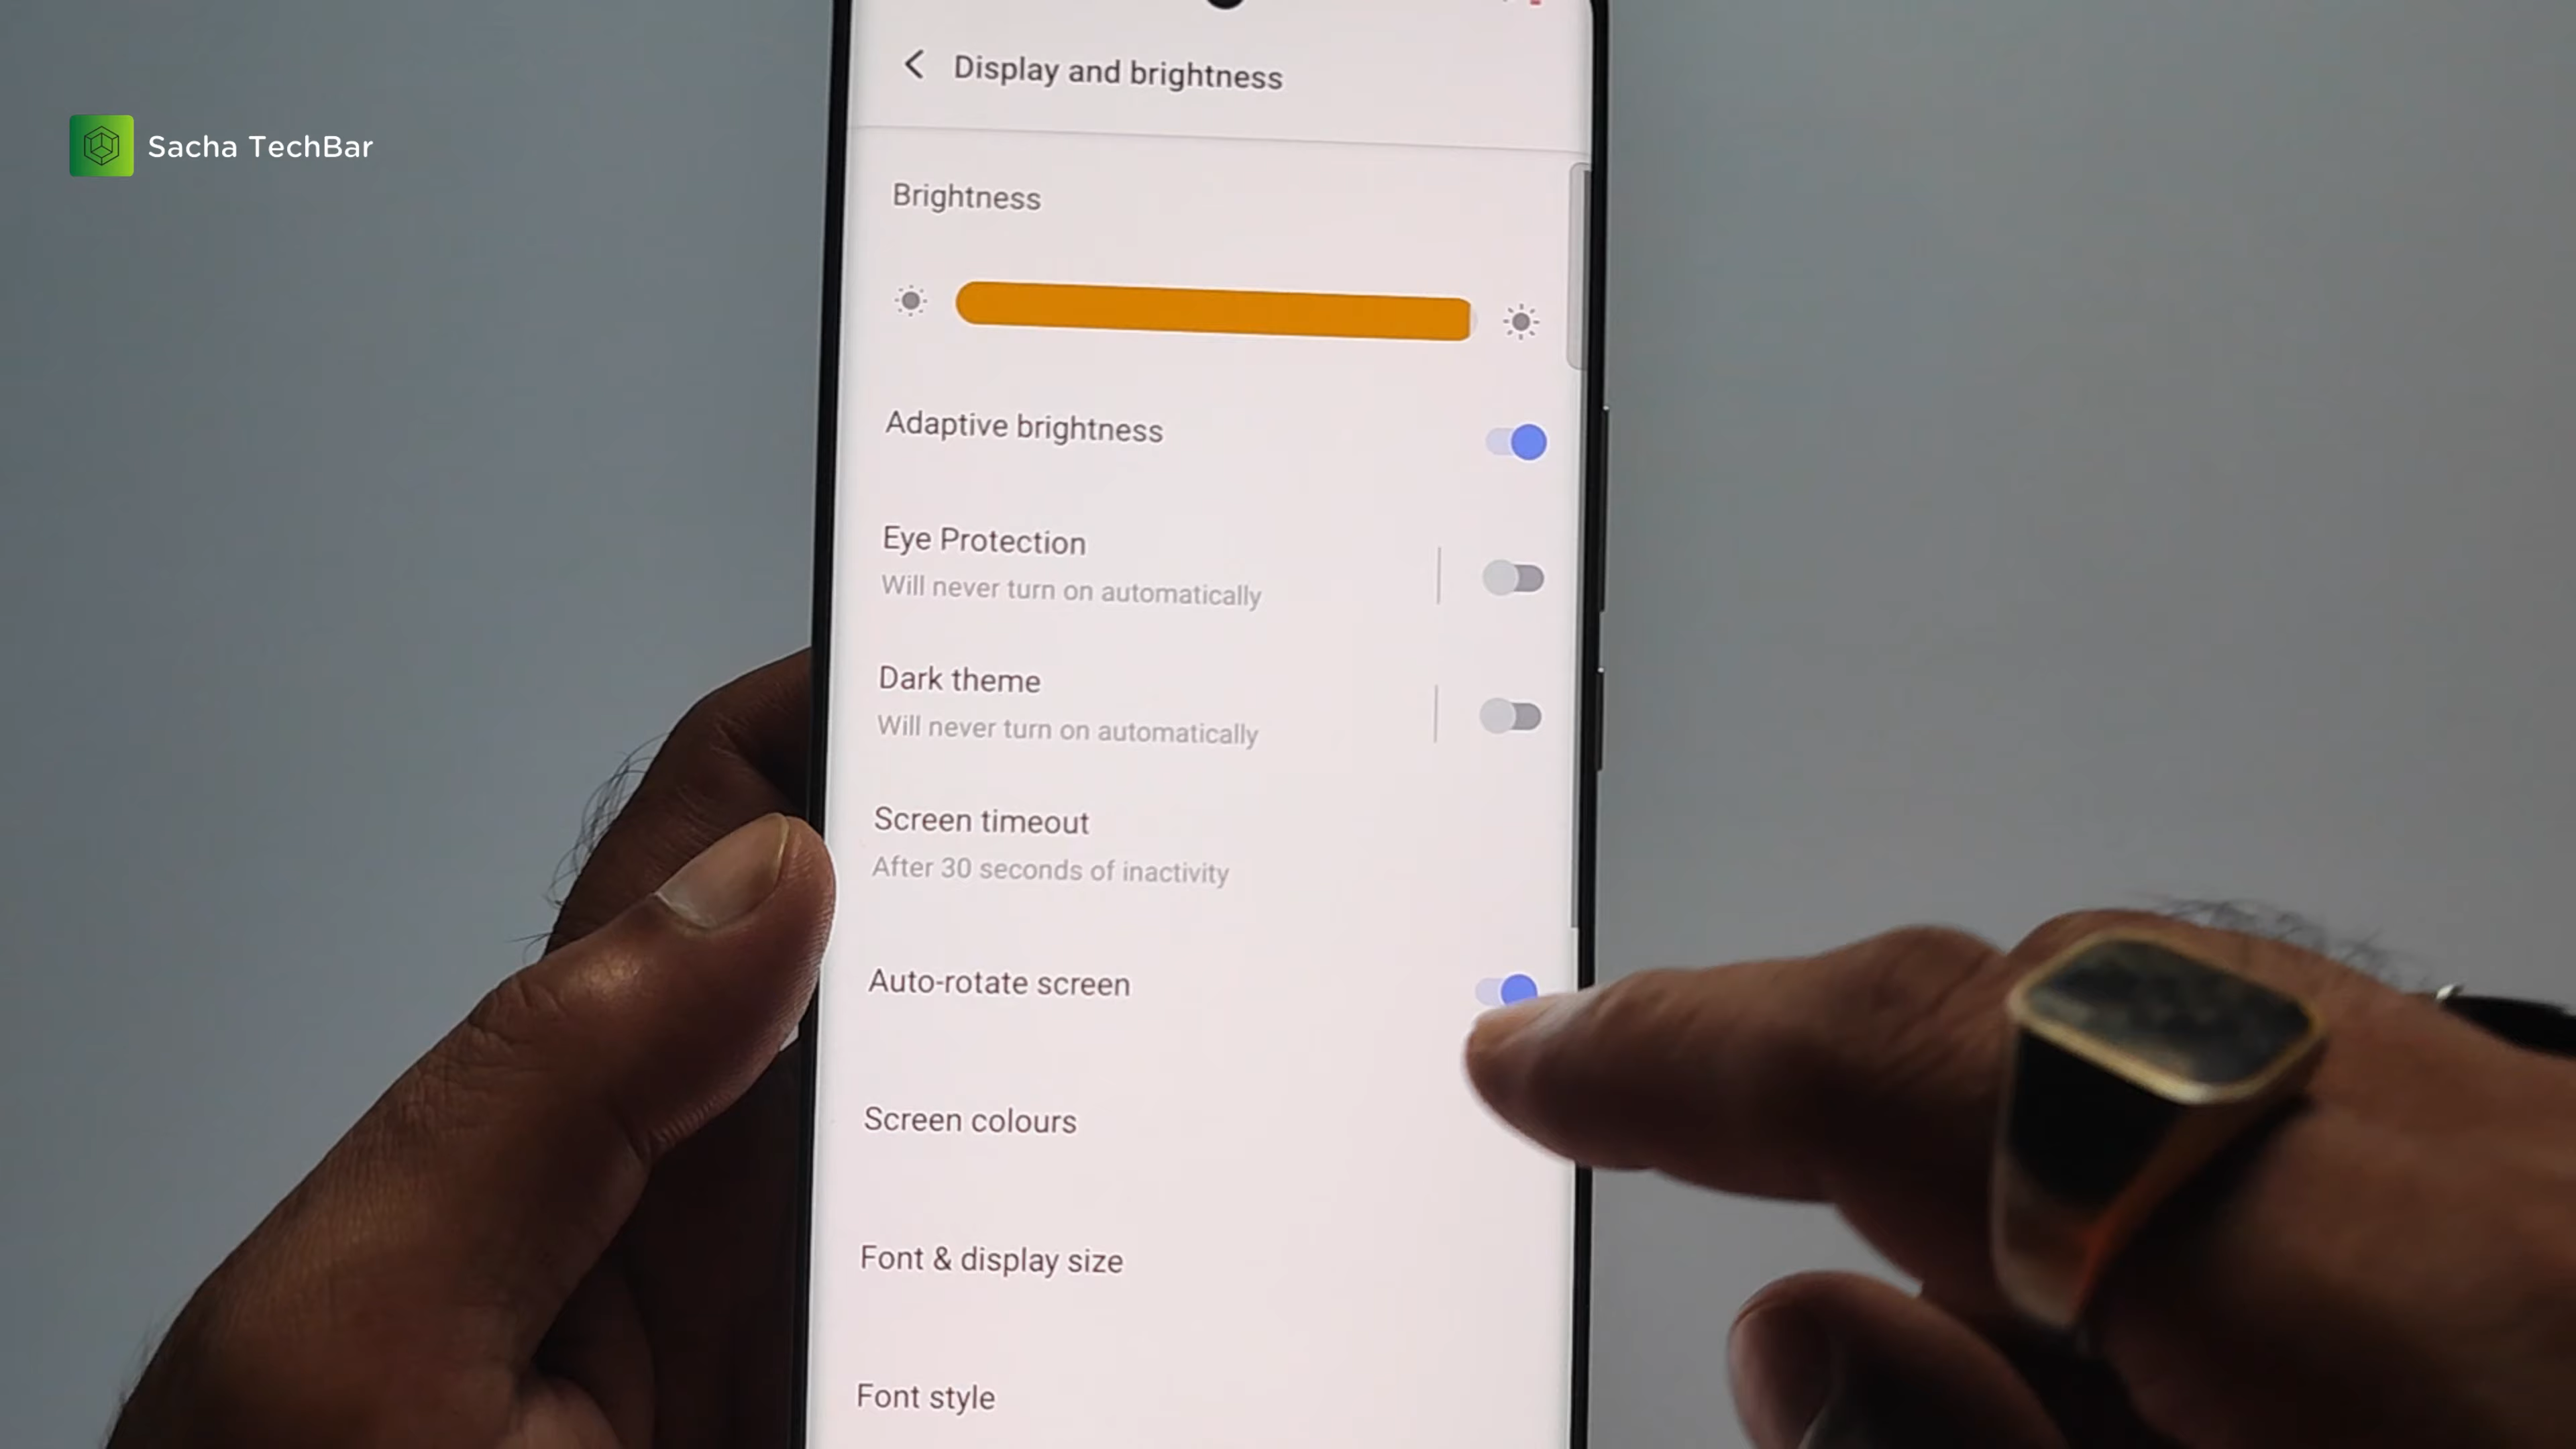 Sacha TechBar
Display and brightness
Brightness
Adaptive brightness
Eye Protection
Will never turn on automatically
Dark theme
Will never turn on automatically
Screen timeout
After 30 seconds of inactivity
Auto-rotate screen
Screen colours
Font & display size
Font style